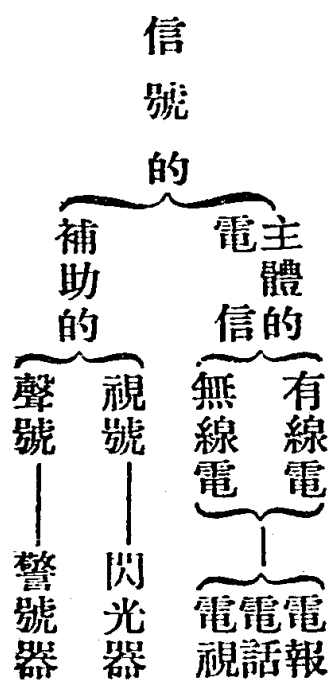 信號的
主體的
電信
補助的
有線電
無線電
視號
聲號
電報
電話
電視
閃光器
警號器